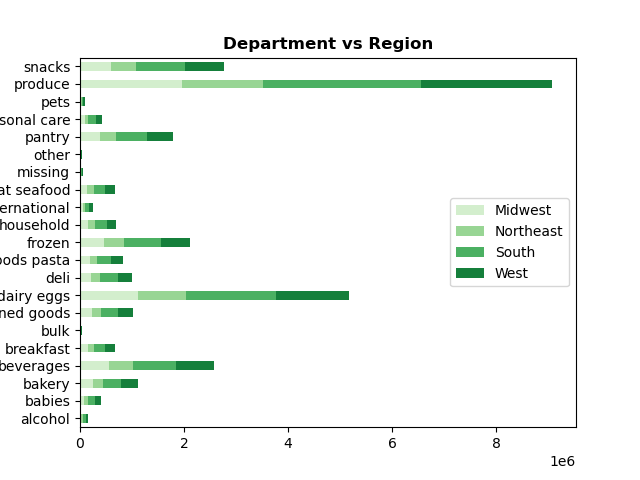 Department vs Region
snacks
produce
pets
sonal care
pantry
other
missing
at seafood
ernational
household
frozen
oods pasta
deli
dairy eggs
ned goods
bulk
breakfast
beverages
bakery
babies
alcohol
Midwest
Northeast
South
West
0 2 4 6 8
1e6